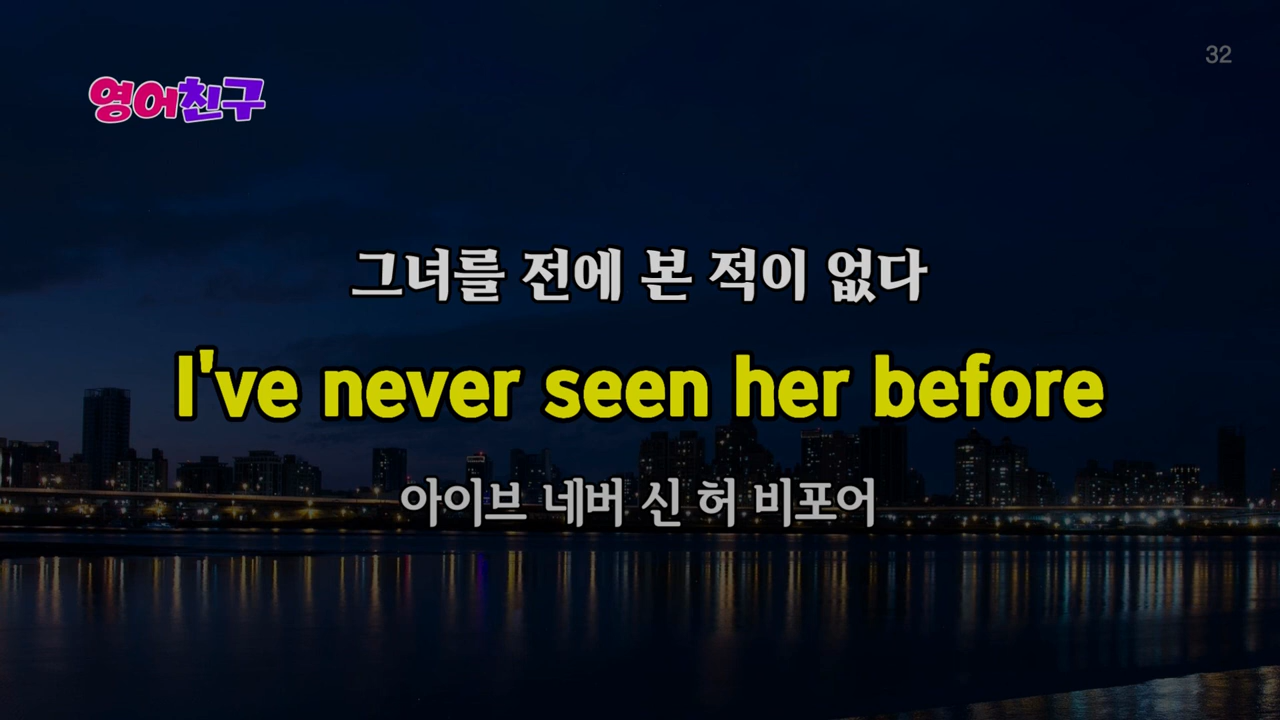 32
영어친구
그녀를 전에 본 적이 없다
I've never seen her before
아이브 네버 신 허 비포어